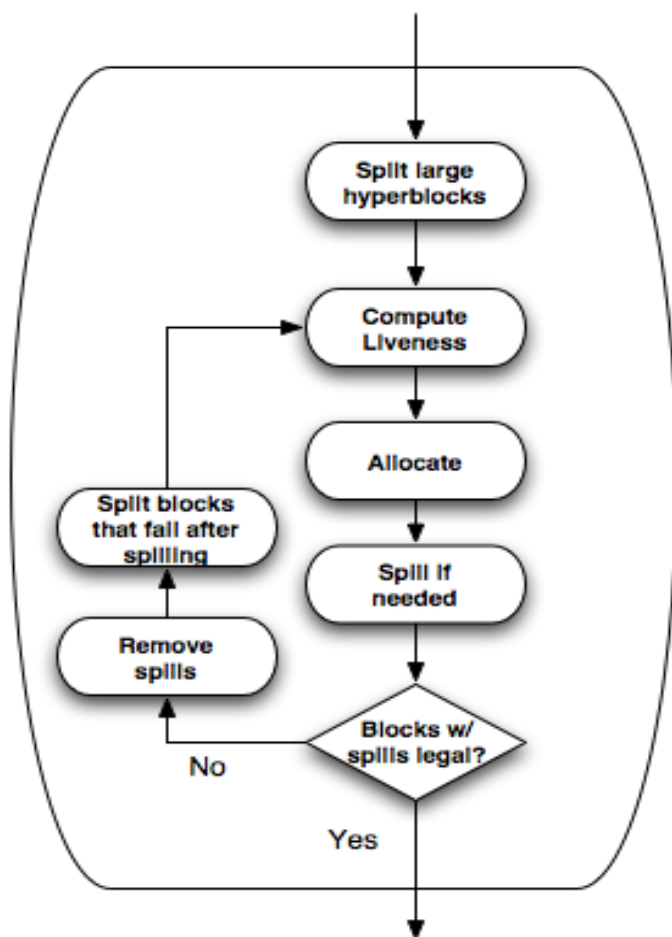 Split large
hyperblocks
Compute
Liveness
Allocate
Split blocks
that fail after
spilling
Spill if
needed
Remove
spills
Blocks w/
spills legal?
No
Yes